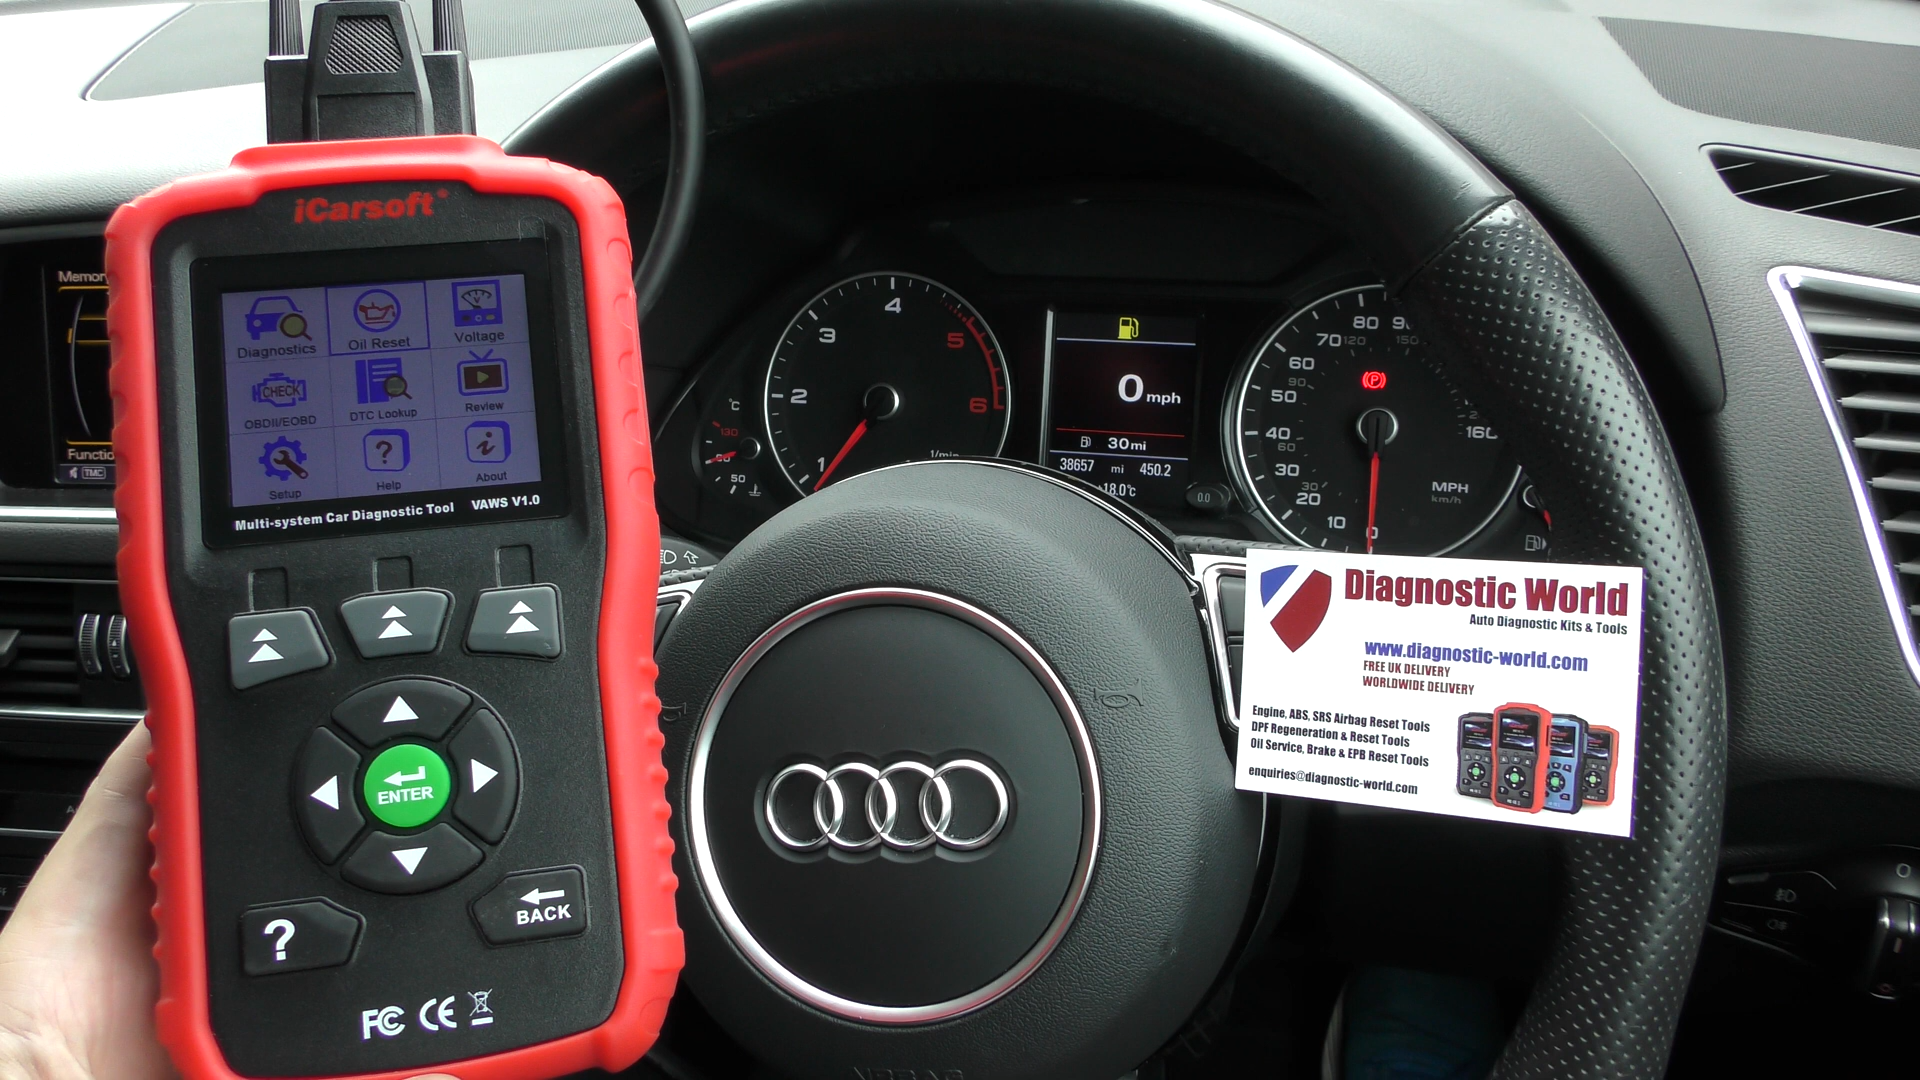 iCarsoft®
Diagnostics
Oil Reset
Voltage
CHECK
OBDII/EOBD
DTC Lookup
Review
Setup
?
Help
i
About
Multi-system Car Diagnostic Tool VAWS V1.0
ENTER
?
BACK
FC CE
Memory
Functio
TMC
°C
130
50
1
2
3
4
5
6
1/min
0 mph
30 mi
38657 mi 450.2
+18.0°C
0.0
0
10
20
30
40
50
60
70
80
30
60
90
120
150
160
(P)
MPH
km/h
Diagnostic World
Auto Diagnostic Kits & Tools
www.diagnostic-world.com
FREE UK DELIVERY
WORLDWIDE DELIVERY
Engine, ABS, SRS Airbag Reset Tools
DPF Regeneration & Reset Tools
Oil Service, Brake & EPB Reset Tools
enquiries@diagnostic-world.com